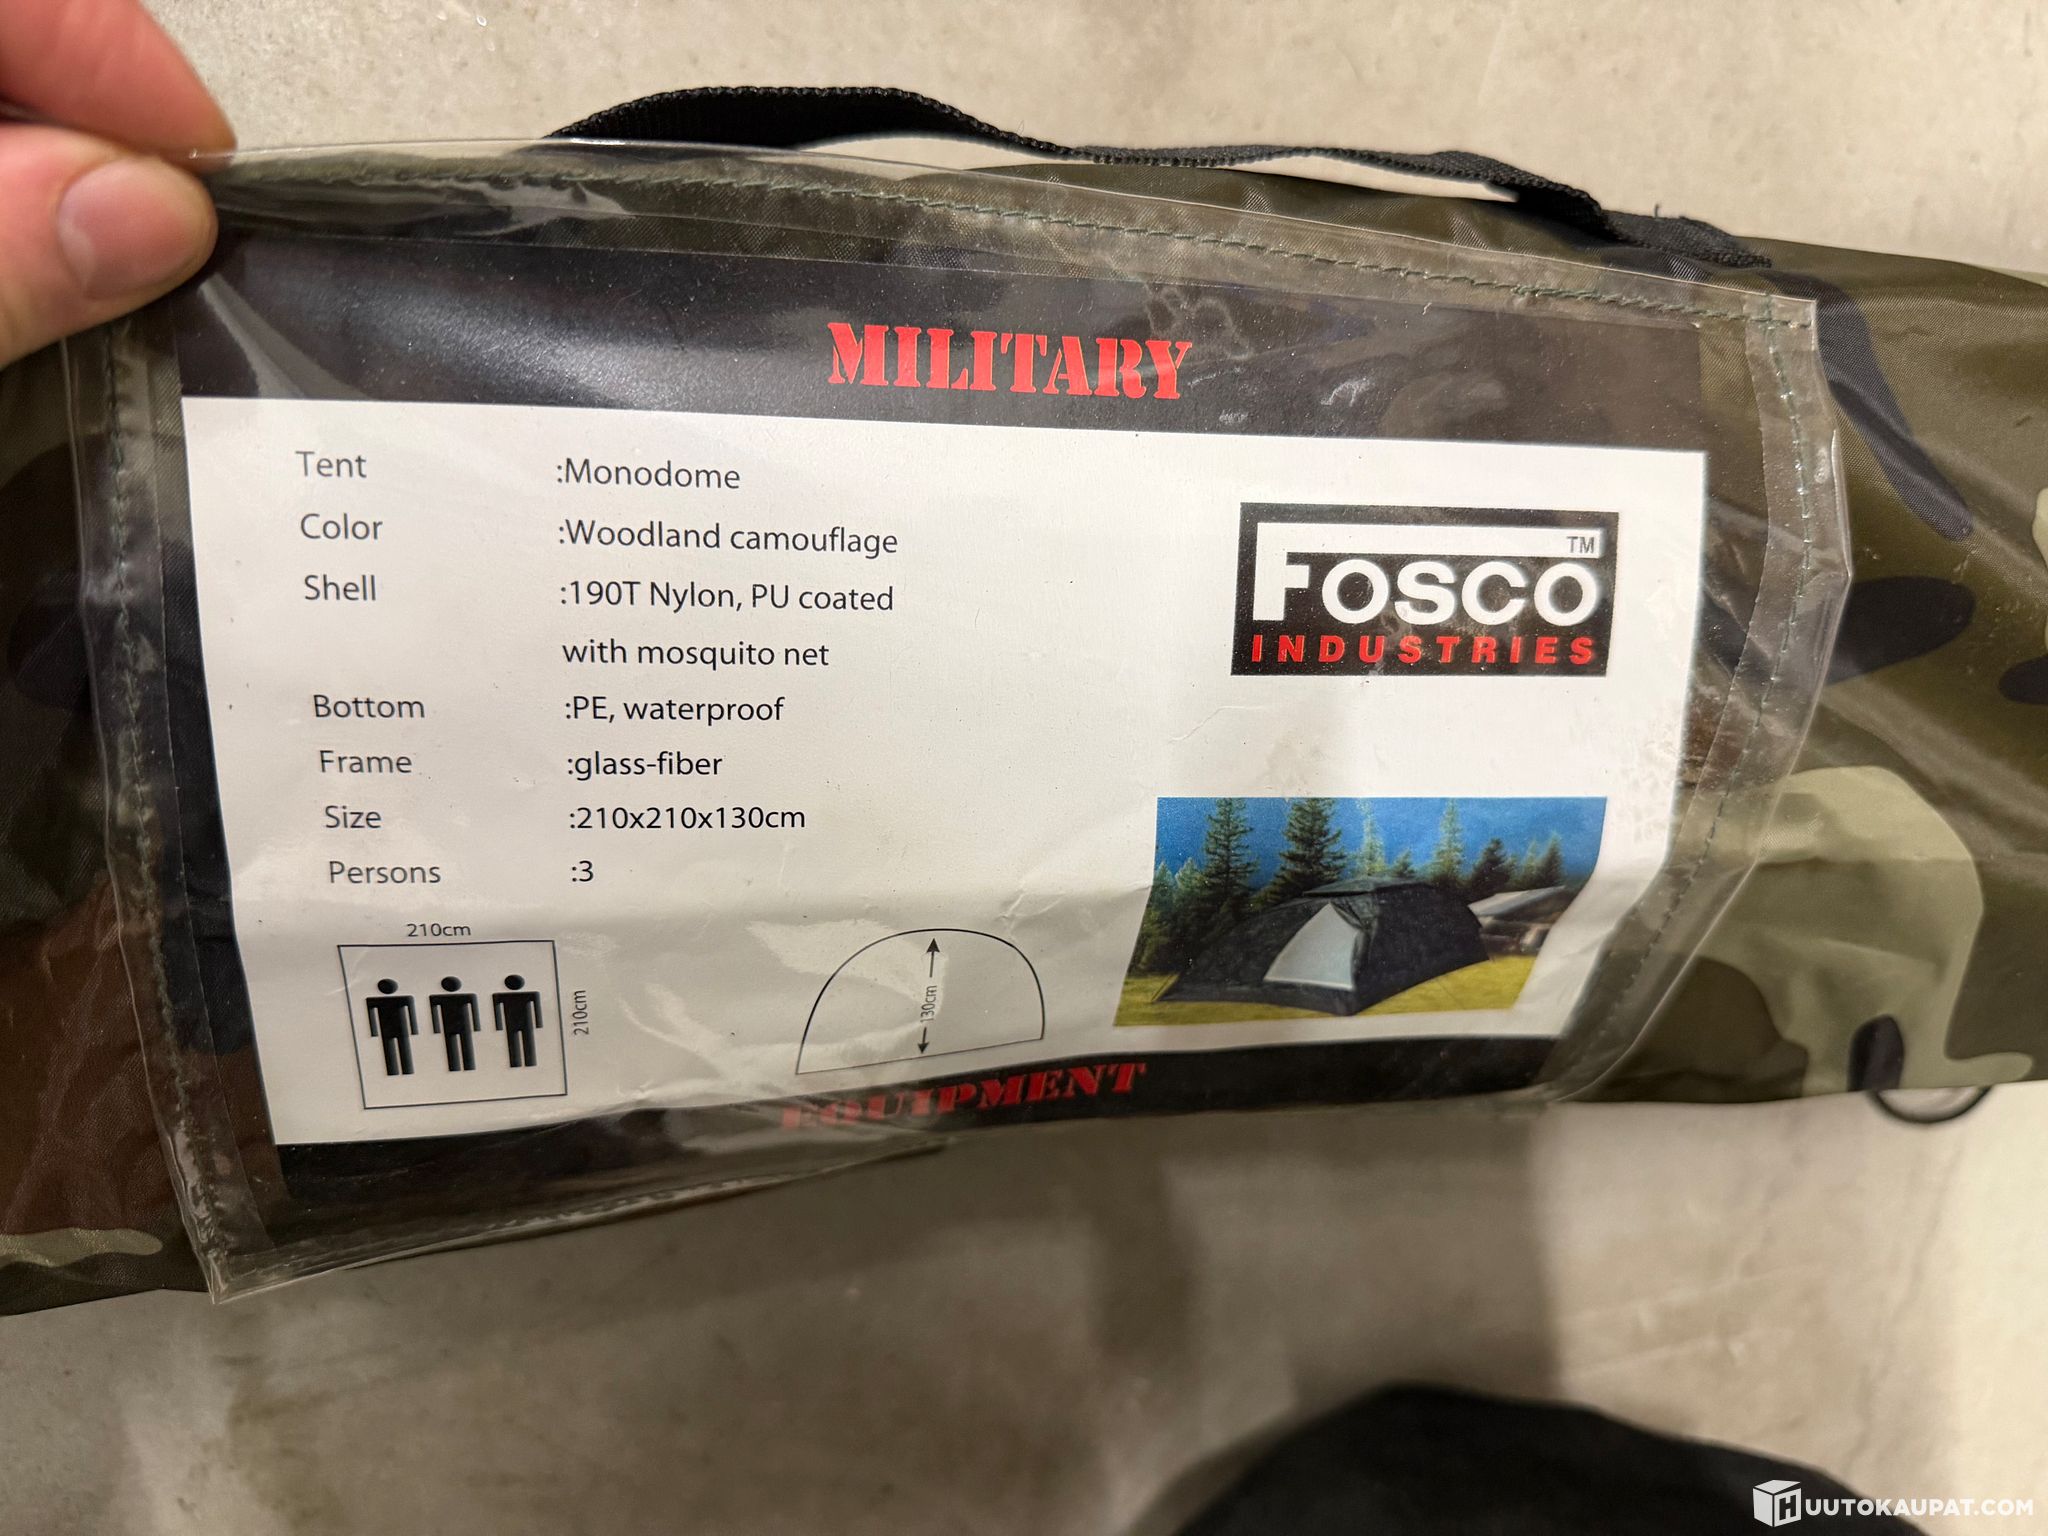 MILITARY
Tent :Monodome
Color :Woodland camouflage
Shell :190T Nylon, PU coated
with mosquito net
Bottom :PE, waterproof
Frame :glass-fiber
Size :210x210x130cm
Persons :3
TM
FOSCO
INDUSTRIES
210cm
210cm
130cm
EQUIPMENT
HUUTOKAUPAT.COM